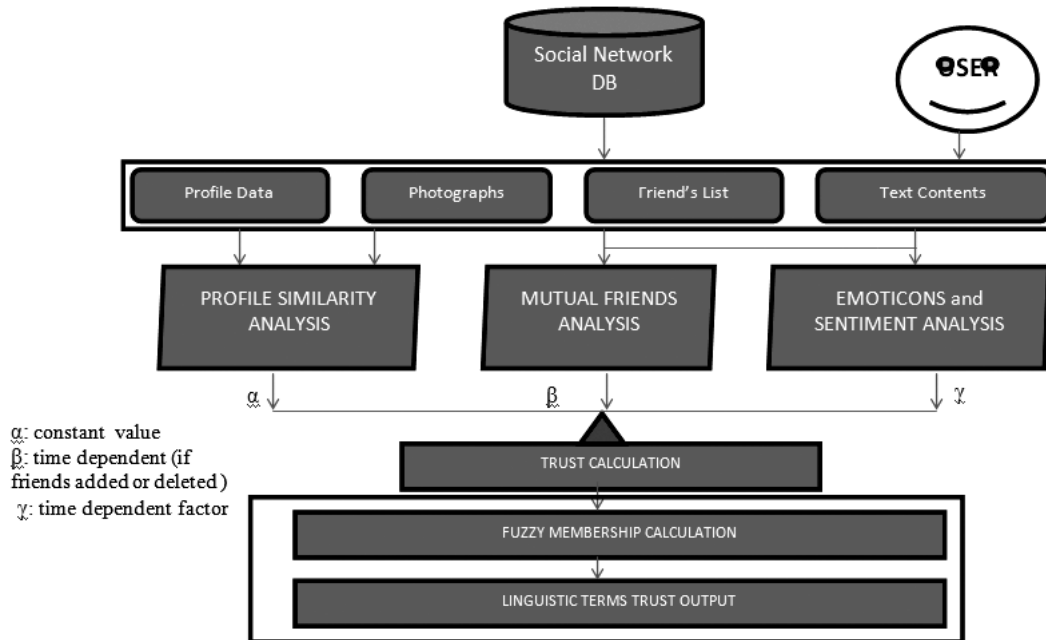 Social Network
DB
USER
Profile Data
Photographs
Friend's List
Text Contents
PROFILE SIMILARITY
ANALYSIS
MUTUAL FRIENDS
ANALYSIS
EMOTICONS and
SENTIMENT ANALYSIS
α
β
γ
α: constant value
β: time dependent (if
friends added or deleted)
γ: time dependent factor
TRUST CALCULATION
FUZZY MEMBERSHIP CALCULATION
LINGUISTIC TERMS TRUST OUTPUT